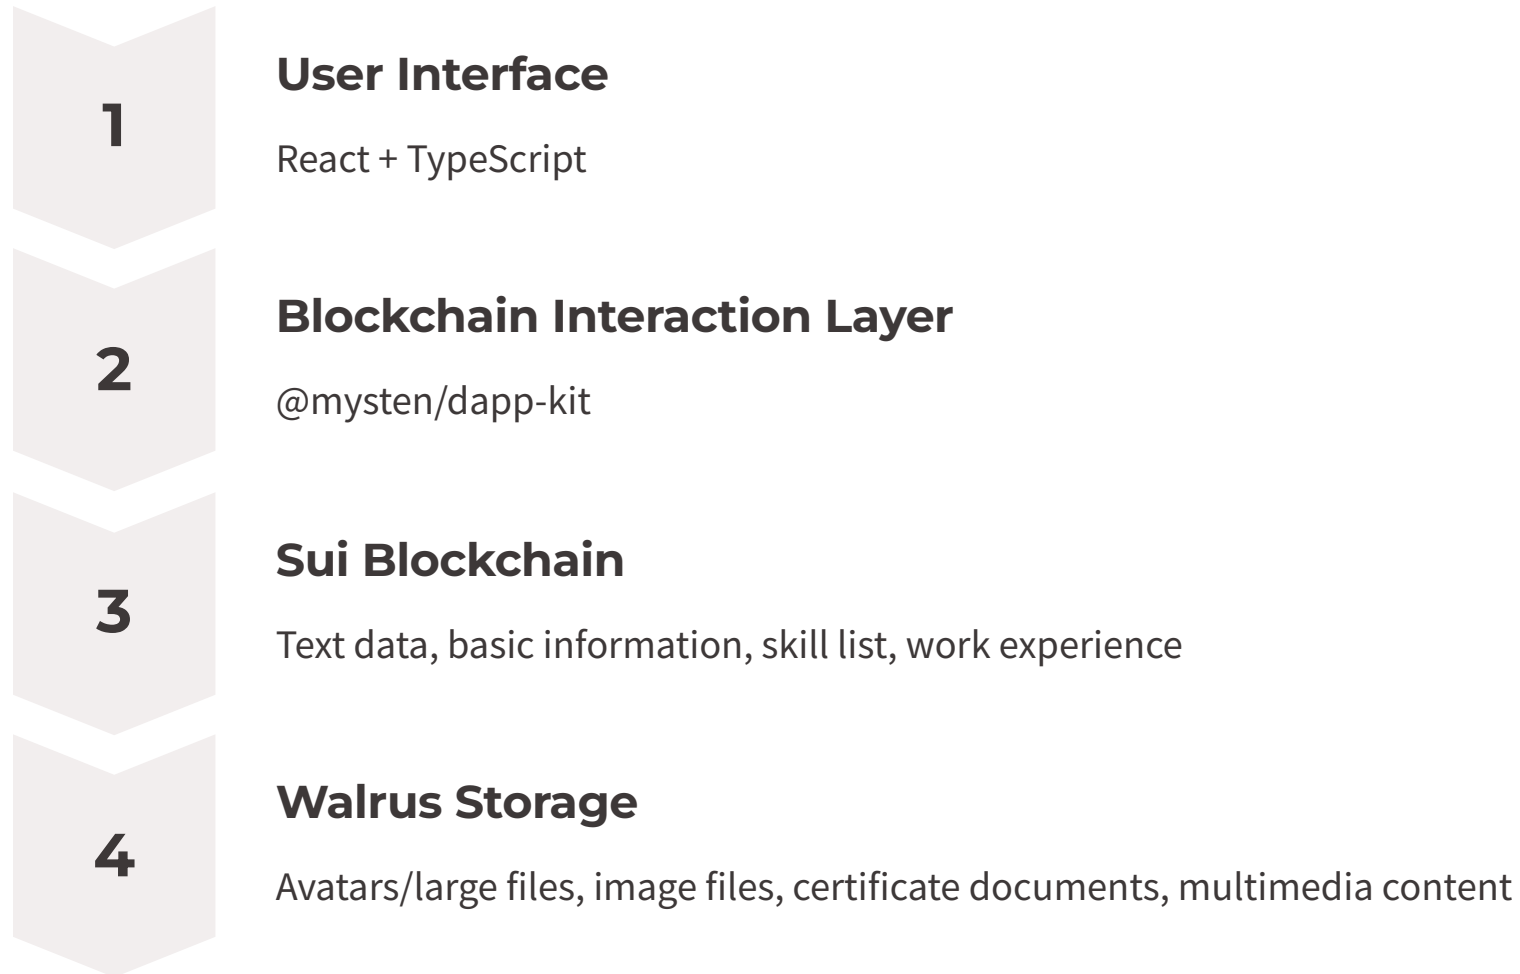 1
User Interface
React + TypeScript
2
Blockchain Interaction Layer
@mysten/dapp-kit
3
Sui Blockchain
Text data, basic information, skill list, work experience
4
Walrus Storage
Avatars/large files, image files, certificate documents, multimedia content